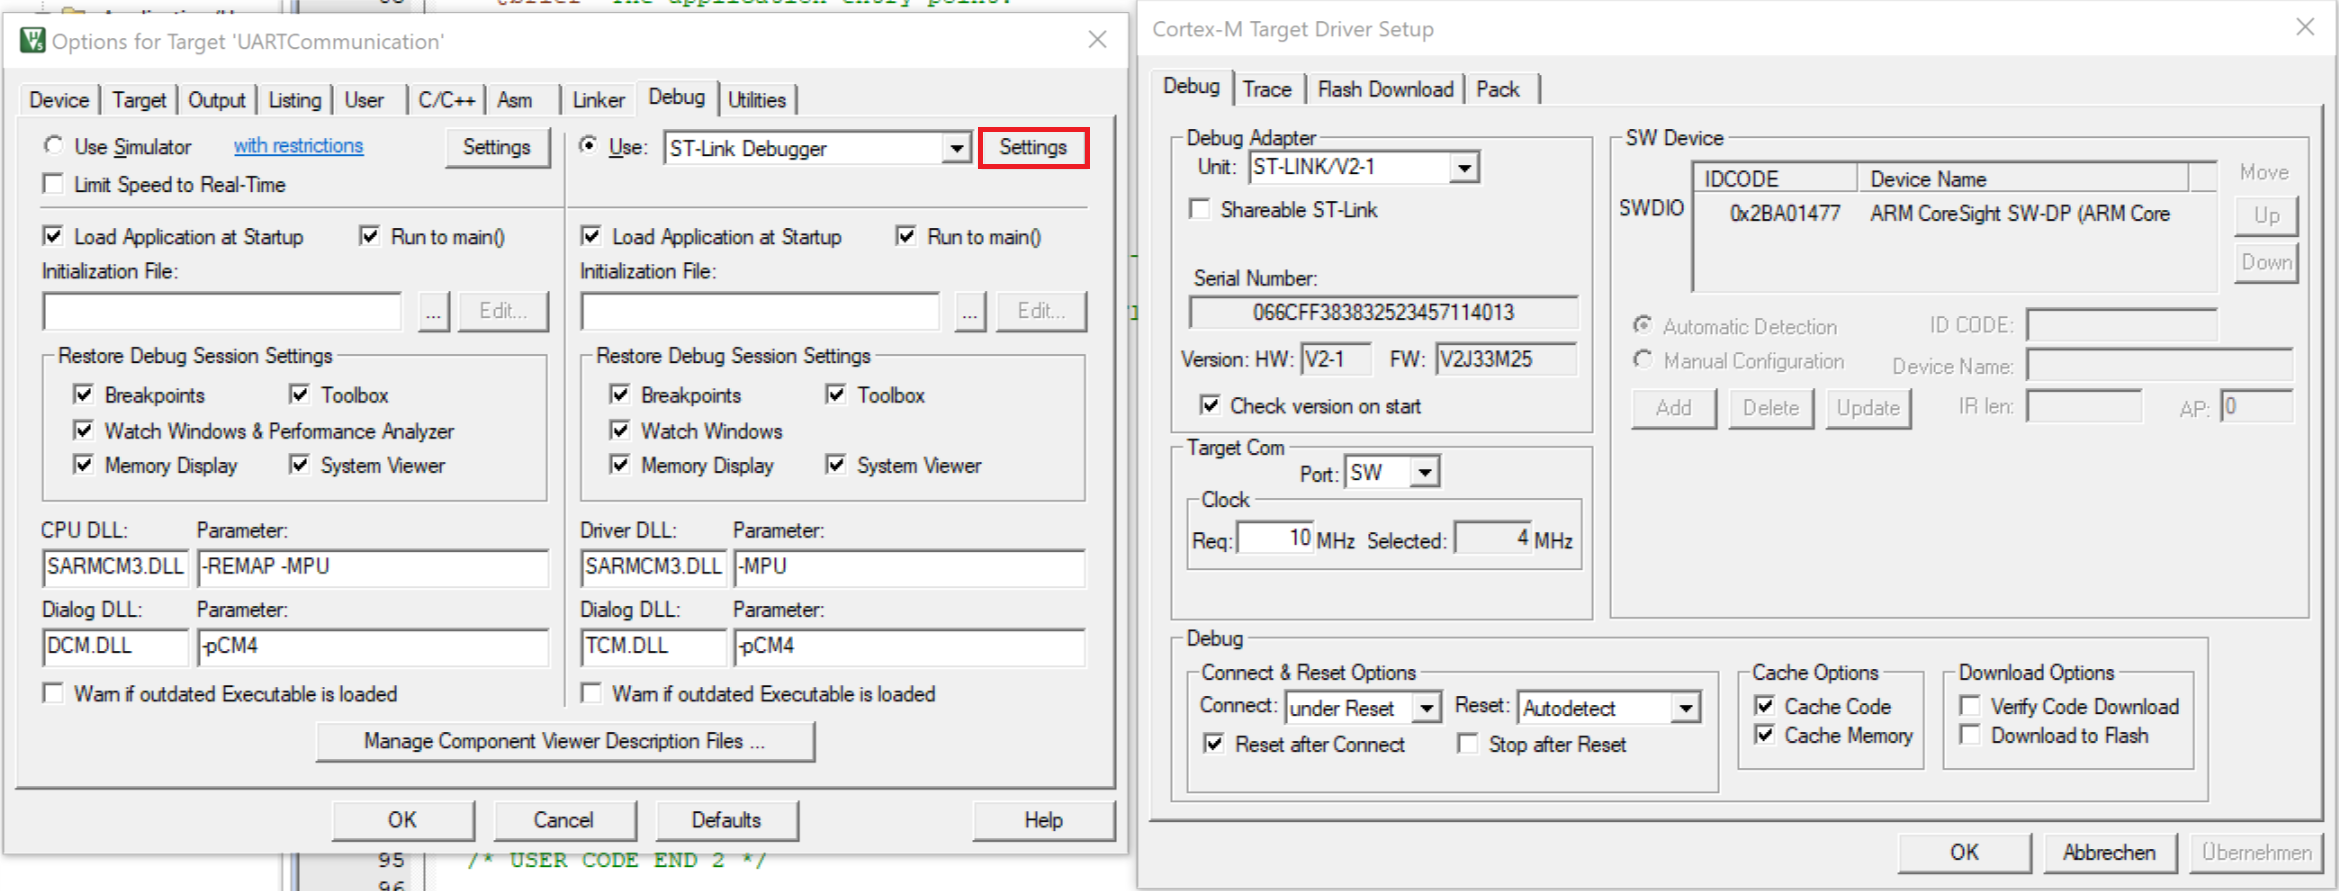 %brief The application entry point.
Options for Target 'UARTCommunication'
Device Target Output Listing User C/C++ Asm Linker Debug Utilities
Use Simulator with restrictions Settings
Limit Speed to Real-Time
Load Application at Startup Run to main()
Initialization File:
... Edit...
Restore Debug Session Settings
Breakpoints Toolbox
Watch Windows & Performance Analyzer
Memory Display System Viewer
CPU DLL: Parameter:
SARMCM3.DLL -REMAP -MPU
Dialog DLL: Parameter:
DCM.DLL -pCM4
Warn if outdated Executable is loaded
Use: ST-Link Debugger Settings
Load Application at Startup Run to main()
Initialization File:
... Edit...
Restore Debug Session Settings
Breakpoints Toolbox
Watch Windows
Memory Display System Viewer
Driver DLL: Parameter:
SARMCM3.DLL -MPU
Dialog DLL: Parameter:
TCM.DLL -pCM4
Warn if outdated Executable is loaded
Manage Component Viewer Description Files ...
OK Cancel Defaults Help
95 /* USER CODE END 2 */
96
Cortex-M Target Driver Setup
Debug Trace Flash Download Pack
Debug Adapter
Unit: ST-LINK/V2-1
Shareable ST-Link
Serial Number:
066CFF383832523457114013
Version: HW: V2-1 FW: V2J33M25
Check version on start
Target Com
Port: SW
Clock
Req: 10 MHz Selected: 4 MHz
SW Device
IDCODE Device Name
SWDIO 0x2BA01477 ARM CoreSight SW-DP (ARM Core
Move
Up
Down
Automatic Detection ID CODE:
Manual Configuration Device Name:
Add Delete Update IR len: AP: 0
Debug
Connect & Reset Options
Connect: under Reset Reset: Autodetect
Reset after Connect Stop after Reset
Cache Options
Cache Code
Cache Memory
Download Options
Verify Code Download
Download to Flash
OK Abbrechen Übernehmen